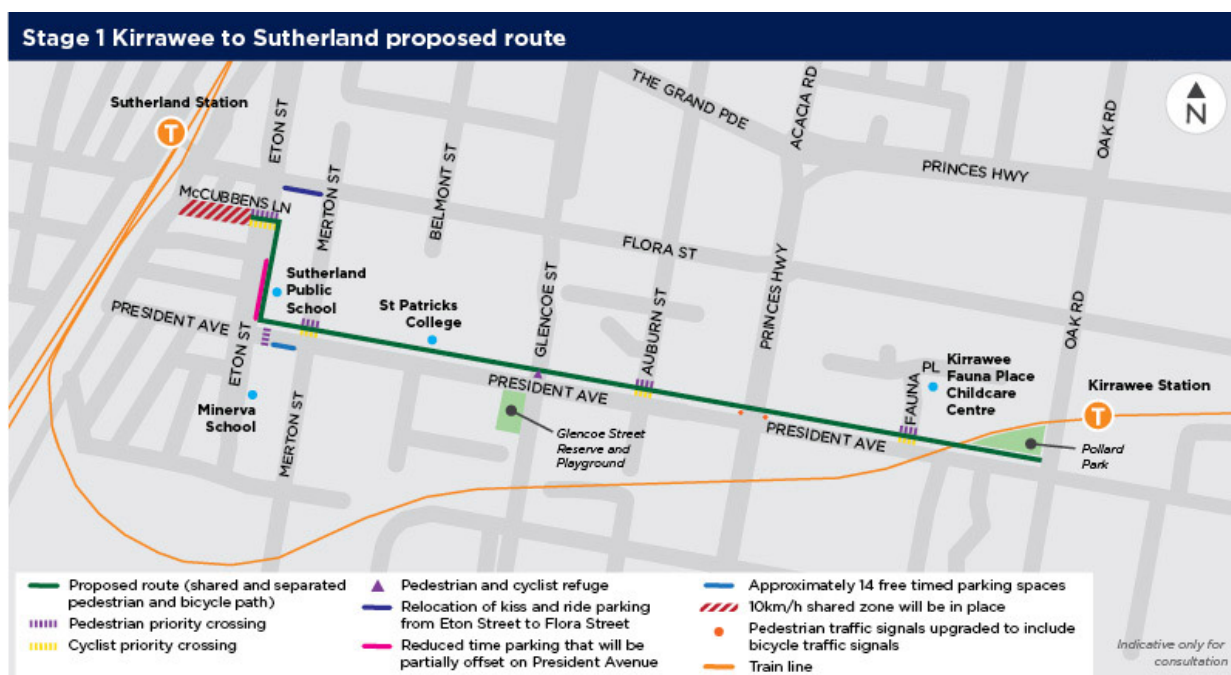 Stage 1 Kirrawee to Sutherland proposed route
Sutherland Station
T
ETON ST
McCUBBENS LN
MERTON ST
BELMONT ST
THE GRAND PDE
ACACIA RD
OAK RD
N
PRINCES HWY
FLORA ST
Sutherland
Public
School
PRESIDENT AVE
St Patricks
College
GLENCOE ST
AUBURN ST
PRINCES HWY
OAK RD
ETON ST
MERTON ST
Minerva
School
PRESIDENT AVE
Glencoe Street
Reserve and
Playground
PRESIDENT AVE
FAUNA PL
Kirrawee
Fauna Place
Childcare
Centre
Kirrawee Station
T
Pollard
Park
Proposed route (shared and separated
pedestrian and bicycle path)
Pedestrian priority crossing
Cyclist priority crossing
Pedestrian and cyclist refuge
Relocation of kiss and ride parking
from Eton Street to Flora Street
Reduced time parking that will be
partially offset on President Avenue
Approximately 14 free timed parking spaces
10km/h shared zone will be in place
Pedestrian traffic signals upgraded to include
bicycle traffic signals
Train line
Indicative only for
consultation